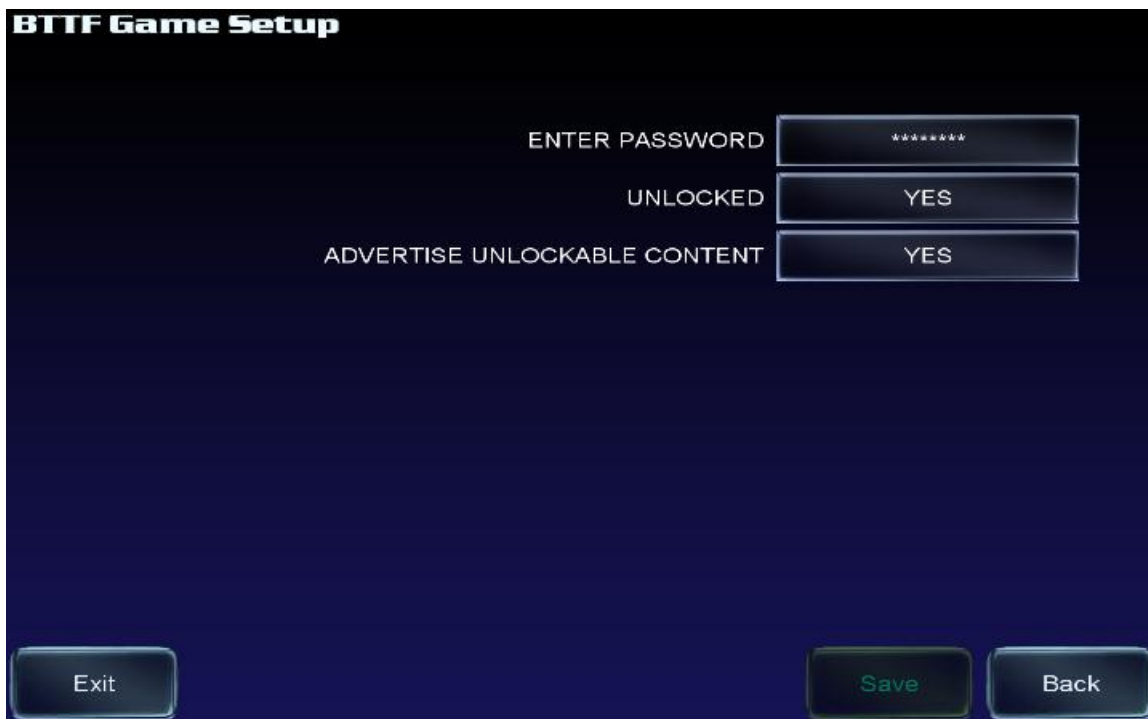 BTTF Game Setup
ENTER PASSWORD ********
UNLOCKED YES
ADVERTISE UNLOCKABLE CONTENT YES
Exit Save Back